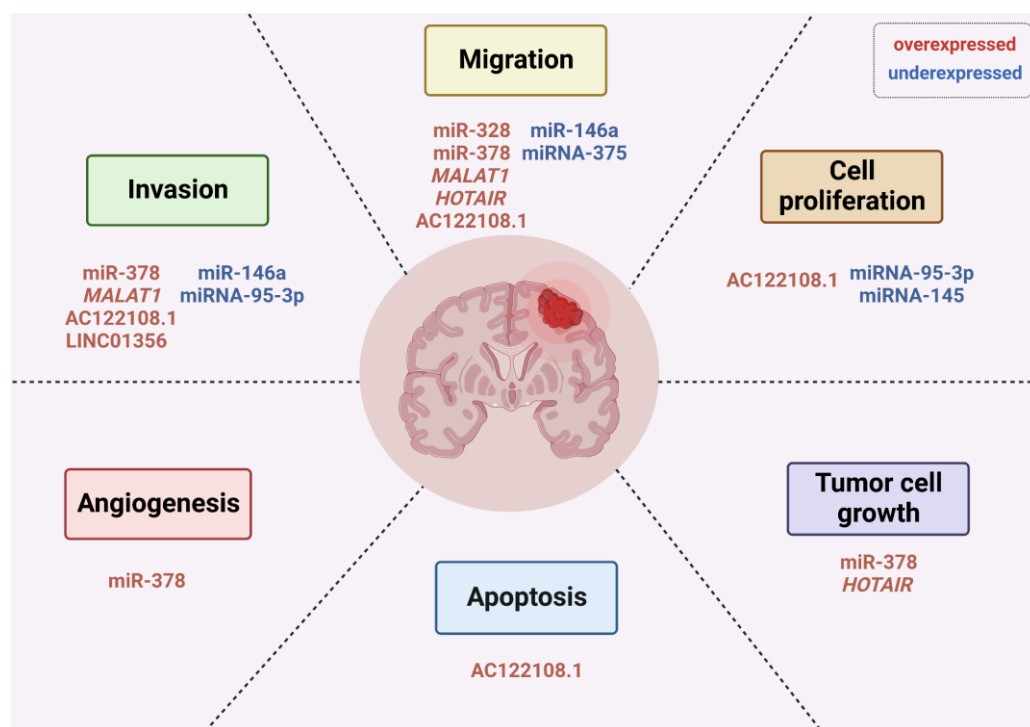 Migration
overexpressed
underexpressed
miR-328 miR-146a
miR-378 miRNA-375
MALAT1
HOTAIR
AC122108.1
Invasion
miR-378 miR-146a
MALAT1 miRNA-95-3p
AC122108.1
LINC01356
Cell
proliferation
AC122108.1 miRNA-95-3p
miRNA-145
Angiogenesis
miR-378
Apoptosis
AC122108.1
Tumor cell
growth
miR-378
HOTAIR